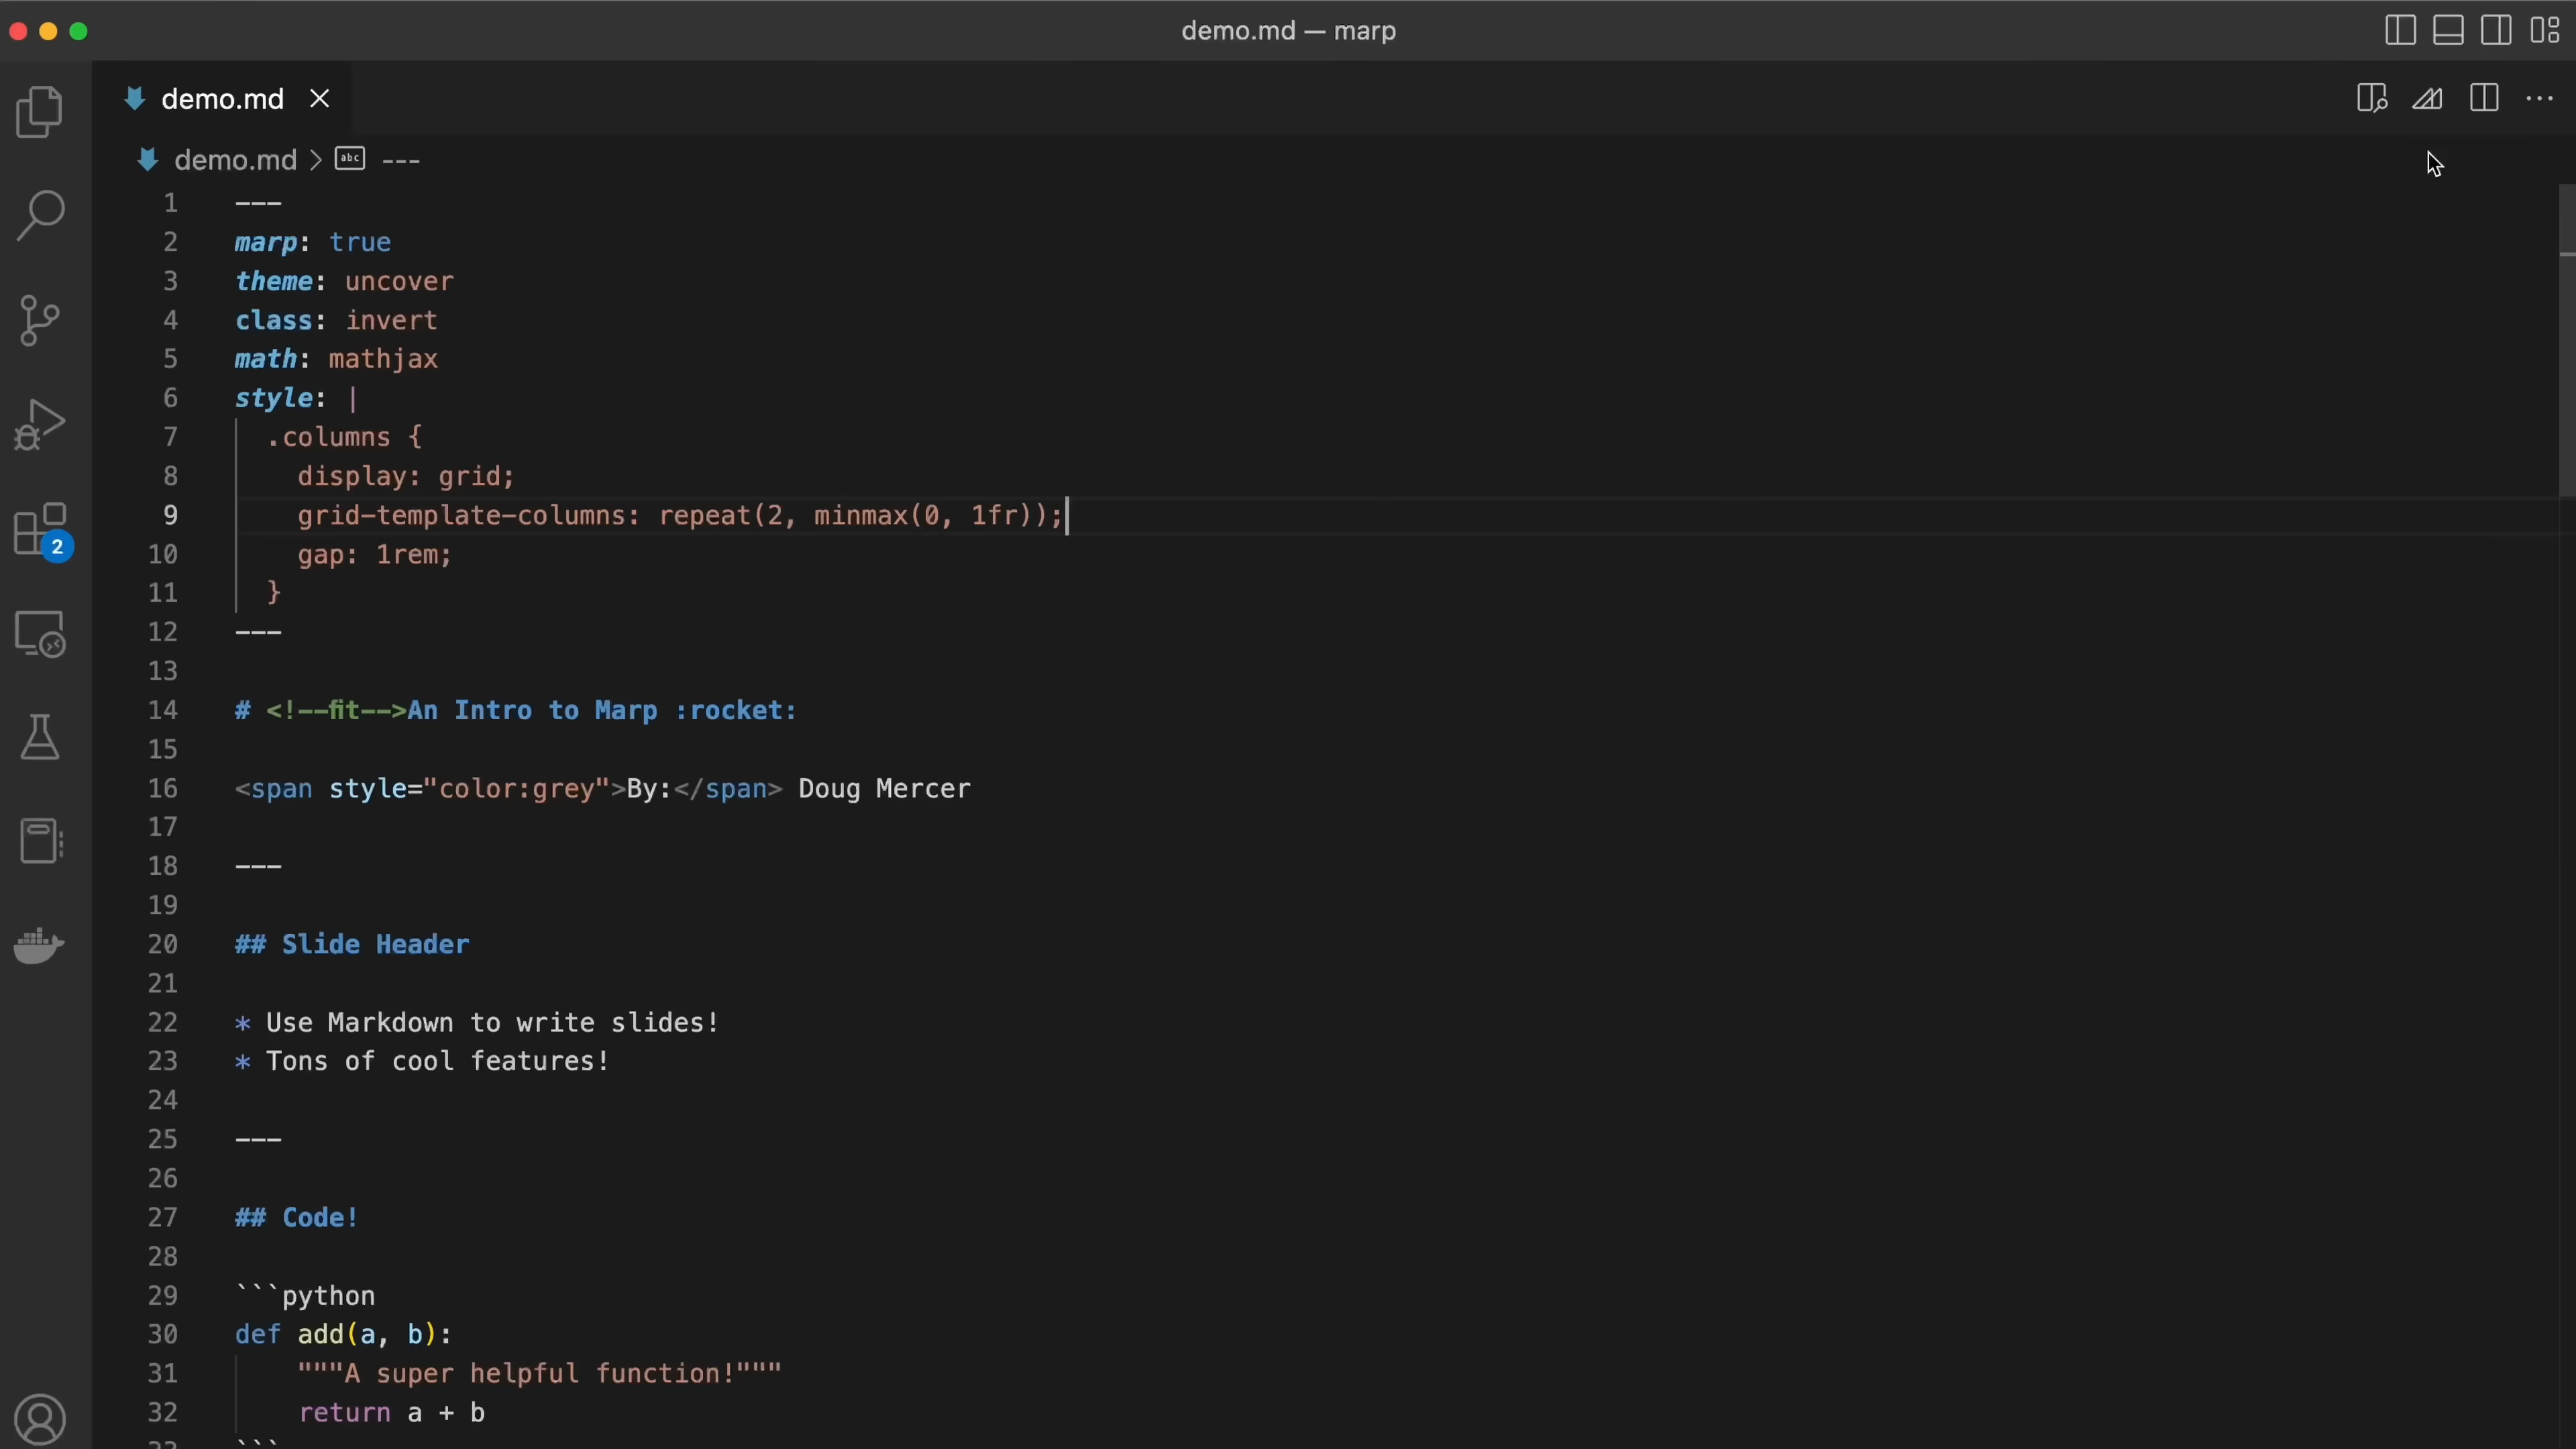 demo.md — marp
demo.md
demo.md > abc ---
1 ---
2 marp: true
3 theme: uncover
4 class: invert
5 math: mathjax
6 style: |
7 .columns {
8 display: grid;
9 grid-template-columns: repeat(2, minmax(0, 1fr));
10 gap: 1rem;
11 }
12 ---
13
14 # <!--fit-->An Intro to Marp :rocket:
15
16 <span style="color:grey">By:</span> Doug Mercer
17
18 ---
19
20 ## Slide Header
21
22 * Use Markdown to write slides!
23 * Tons of cool features!
24
25 ---
26
27 ## Code!
28
29 ```python
30 def add(a, b):
31 """A super helpful function!"""
32 return a + b
33 ```
2